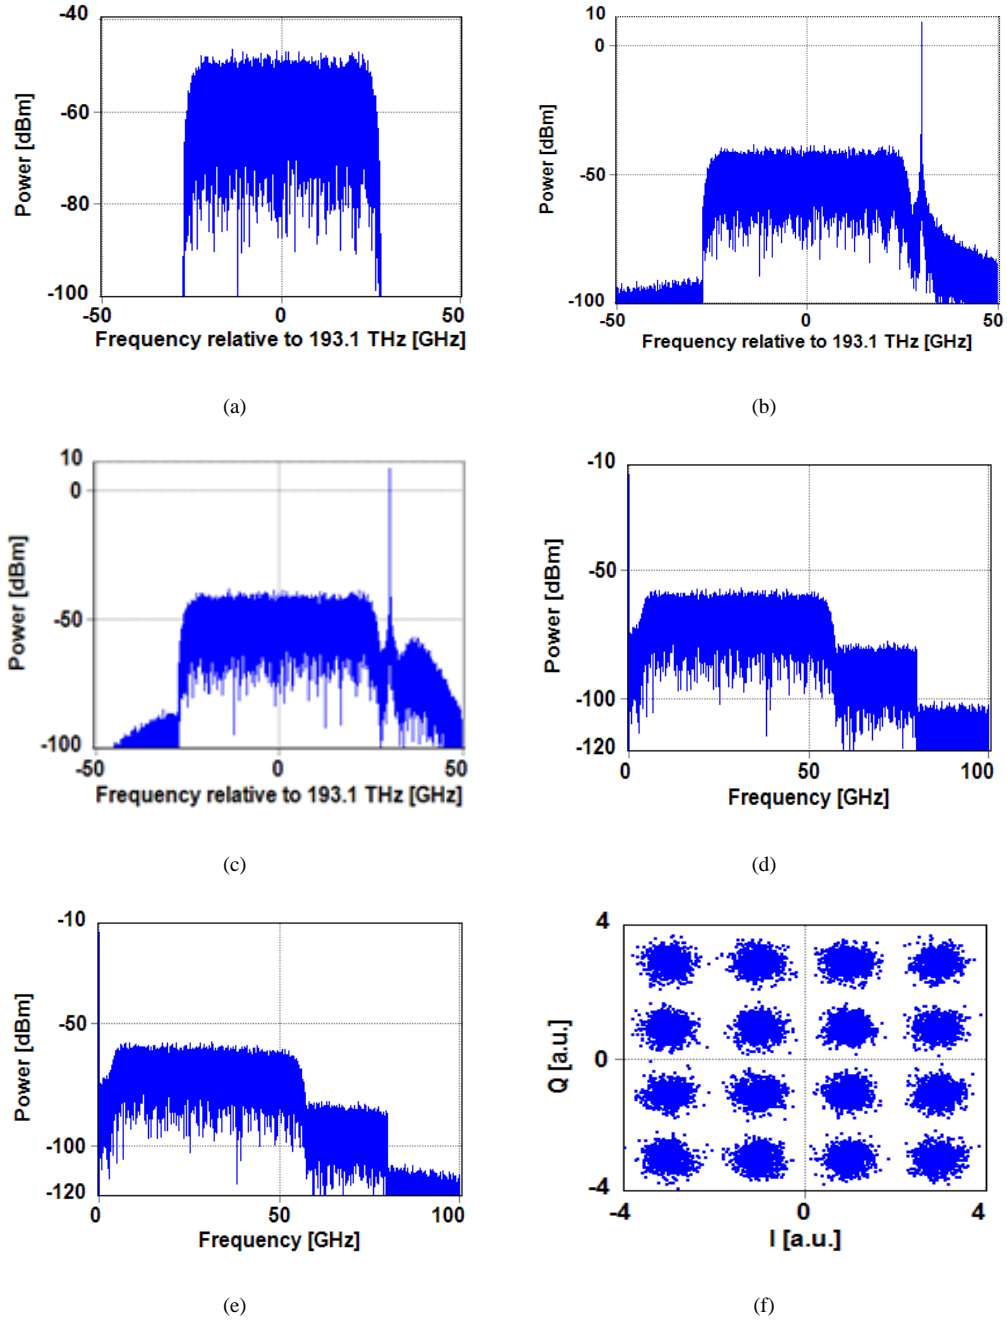 -40
-60
-80
-100
-50
0
50
Power [dBm]
Frequency relative to 193.1 THz [GHz]
(a)
10
0
-50
-100
-50
0
50
Power [dBm]
Frequency relative to 193.1 THz [GHz]
(b)
10
0
-50
-100
-50
0
50
Power [dBm]
Frequency relative to 193.1 THz [GHz]
(c)
-10
-50
-100
-120
0
50
100
Power [dBm]
Frequency [GHz]
(d)
-10
-50
-100
-120
0
50
100
Power [dBm]
Frequency [GHz]
(e)
4
0
-4
-4
0
4
Q [a.u.]
I [a.u.]
(f)